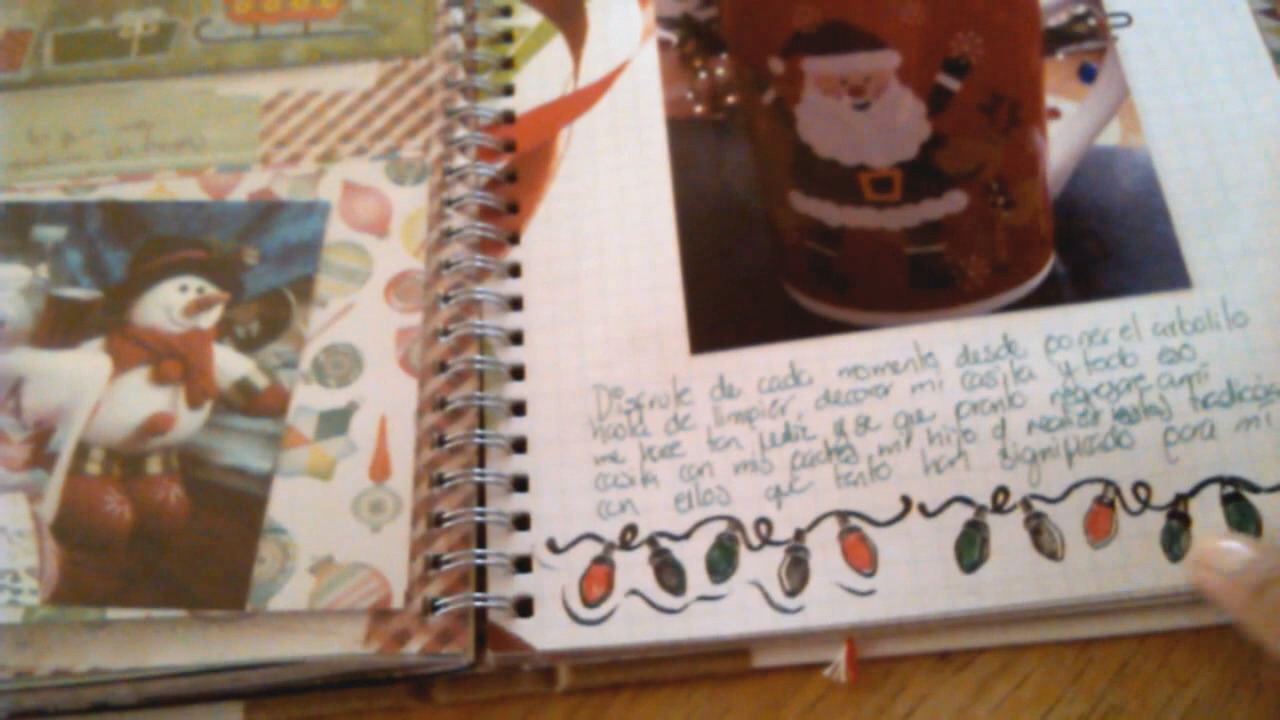 Disfrute de cada momento desde poner el arbolito
hasta de limpiar, decorar mi casita y todo eso
me hace tan feliz y se que pronto regresare a mi
casita con mis padres, mi hijo y realizar estas
con ellos que tanto han significado para mi